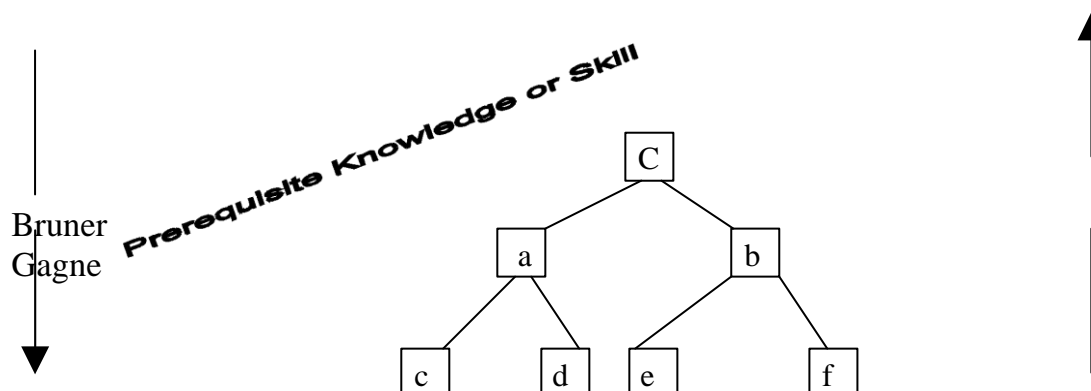 Prerequisite Knowledge or Skill
C
Bruner
Gagne
a b
c d e f